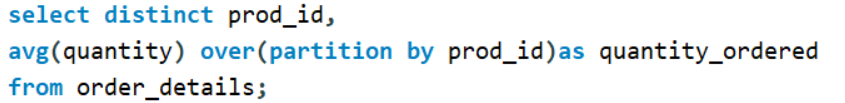 select distinct prod_id,
avg(quantity) over(partition by prod_id)as quantity_ordered
from order_details;